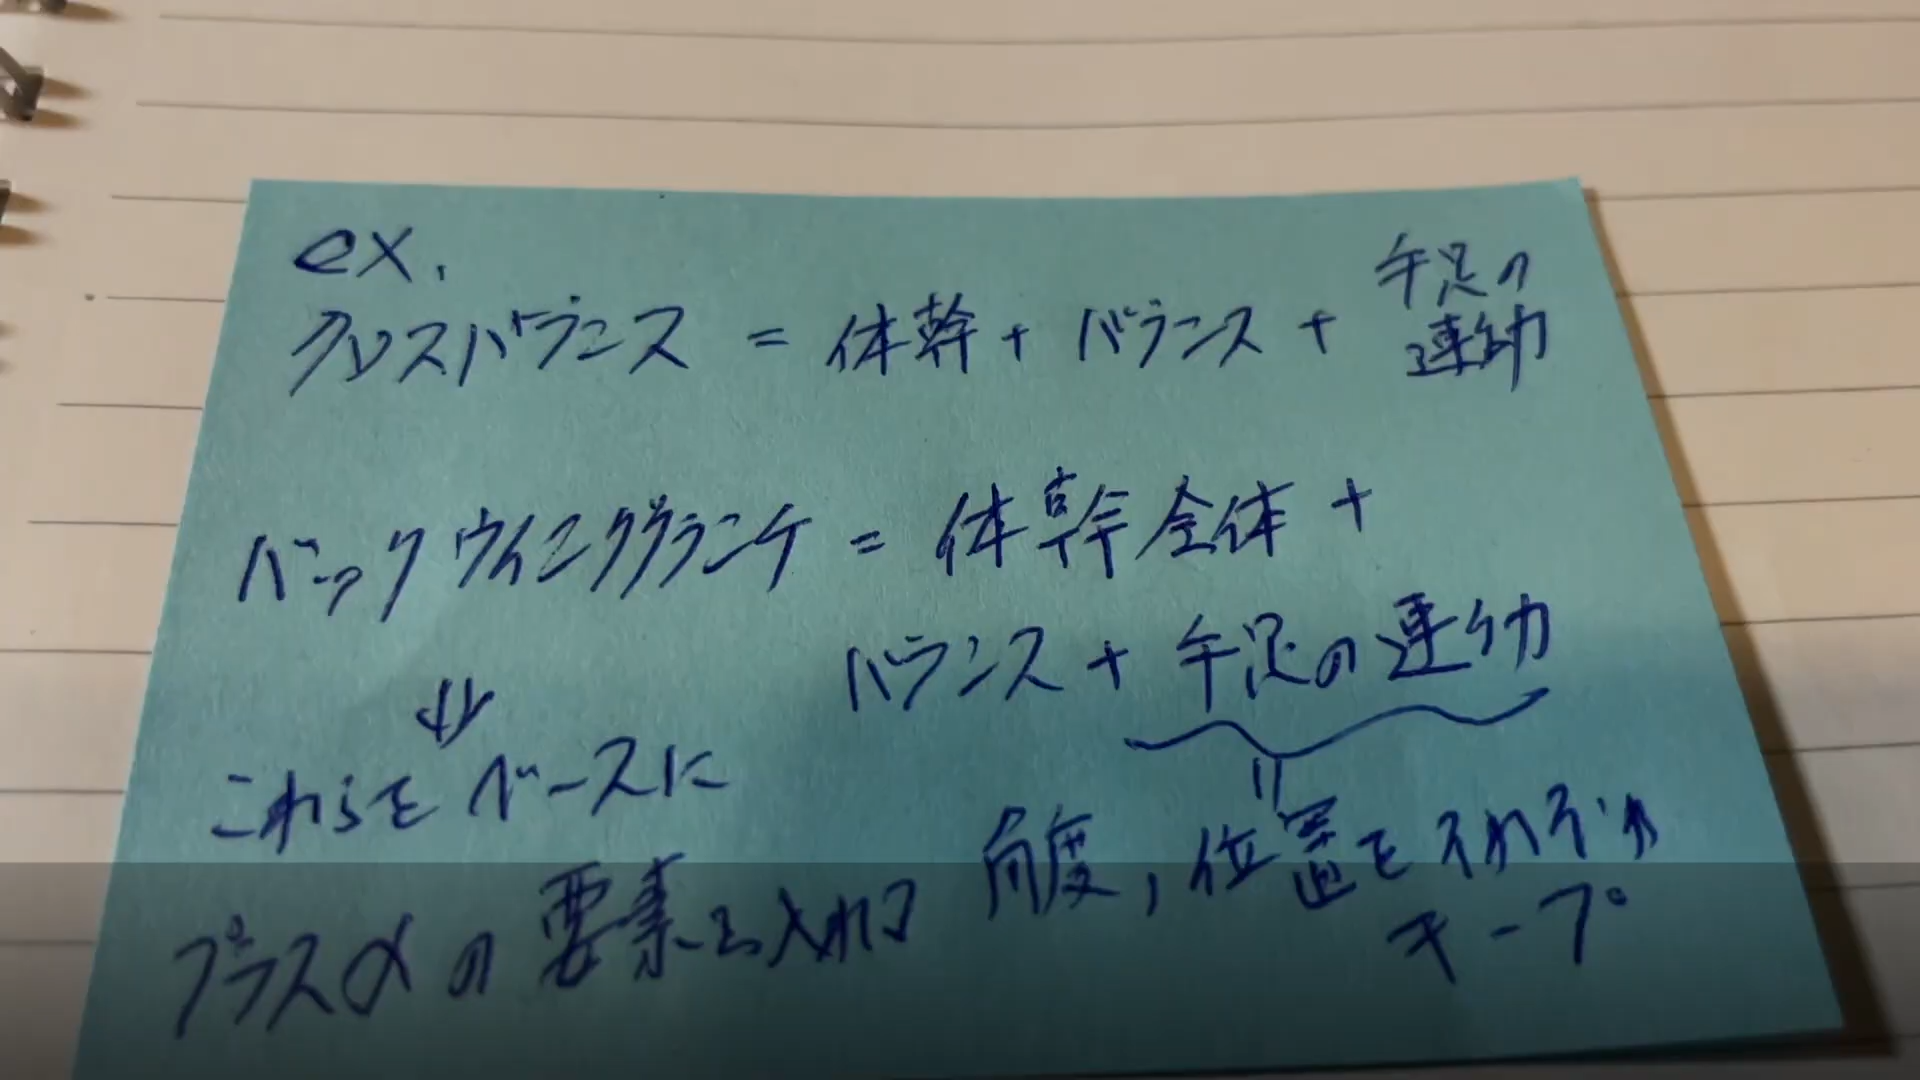 ex.
クロスバランス = 体幹 + バランス + 手足の
連動
バックウイングランナー = 体幹全体 +
バランス + 手足の連動
⇓
これらをベースに
||
角度, 位置をそれぞれ
キープ
プラスαの要素を入れる